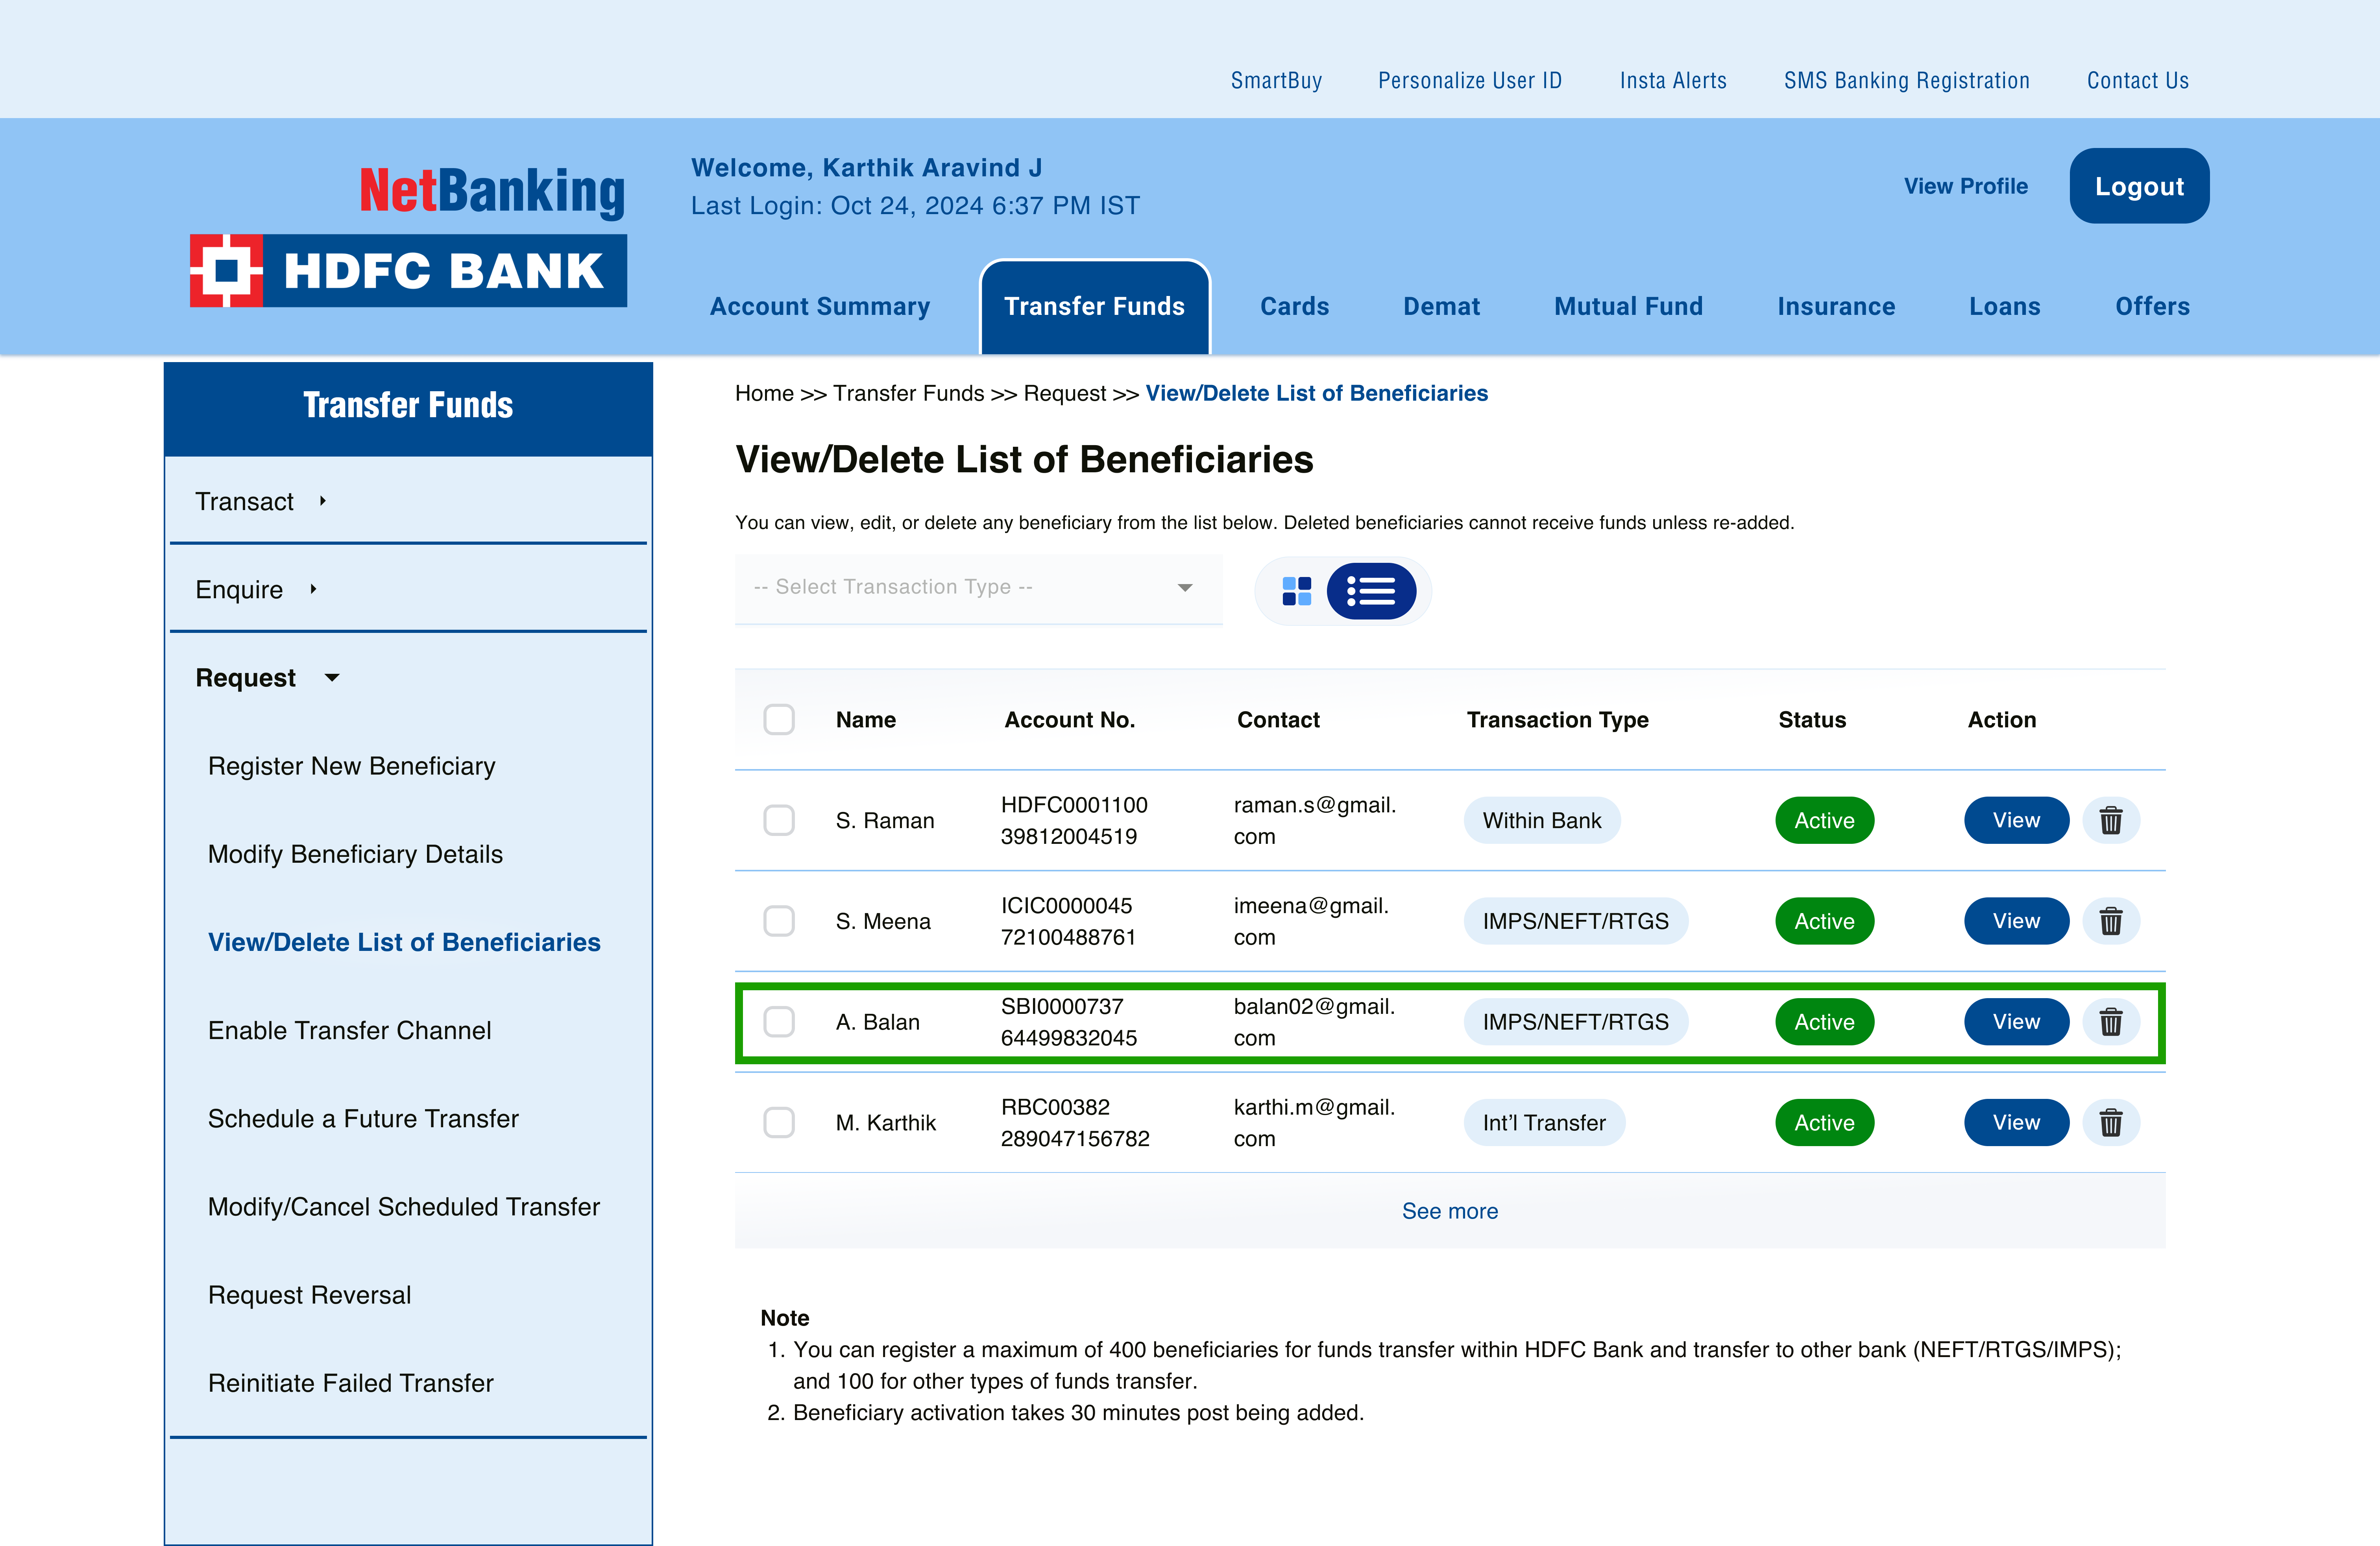 SmartBuy Personalize User ID Insta Alerts SMS Banking Registration Contact Us
NetBanking
HDFC BANK
Welcome, Karthik Aravind J
Last Login: Oct 24, 2024 6:37 PM IST
View Profile Logout
Account Summary Transfer Funds Cards Demat Mutual Fund Insurance Loans Offers
Transfer Funds
Transact
Enquire
Request
Register New Beneficiary
Modify Beneficiary Details
View/Delete List of Beneficiaries
Enable Transfer Channel
Schedule a Future Transfer
Modify/Cancel Scheduled Transfer
Request Reversal
Reinitiate Failed Transfer
Home >> Transfer Funds >> Request >> View/Delete List of Beneficiaries
View/Delete List of Beneficiaries
You can view, edit, or delete any beneficiary from the list below. Deleted beneficiaries cannot receive funds unless re-added.
-- Select Transaction Type --
Name Account No. Contact Transaction Type Status Action
S. Raman HDFC0001100 39812004519 raman.s@gmail.com Within Bank Active View
S. Meena ICIC0000045 72100488761 imeena@gmail.com IMPS/NEFT/RTGS Active View
A. Balan SBI0000737 64499832045 balan02@gmail.com IMPS/NEFT/RTGS Active View
M. Karthik RBC00382 289047156782 karthi.m@gmail.com Int'l Transfer Active View
See more
Note
1. You can register a maximum of 400 beneficiaries for funds transfer within HDFC Bank and transfer to other bank (NEFT/RTGS/IMPS);
and 100 for other types of funds transfer.
2. Beneficiary activation takes 30 minutes post being added.